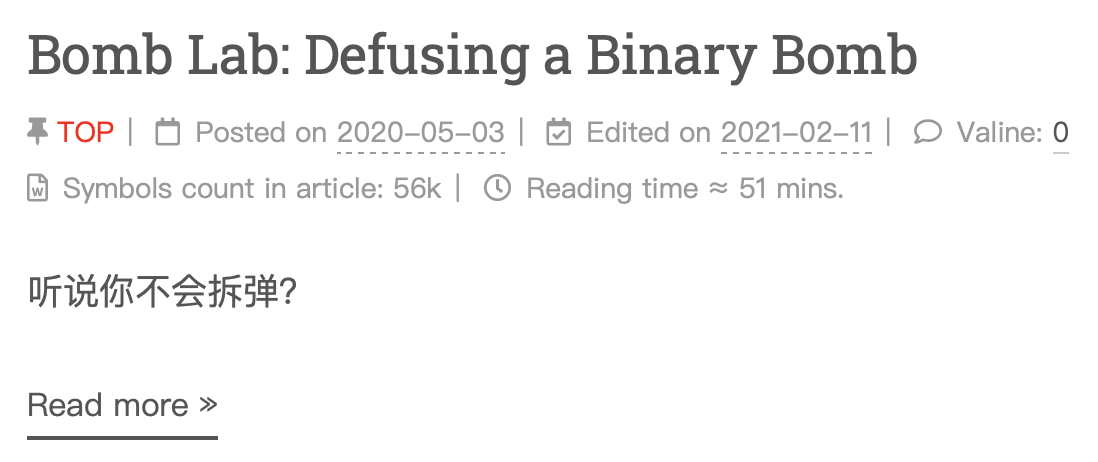 Bomb Lab: Defusing a Binary Bomb
TOP | Posted on 2020-05-03 | Edited on 2021-02-11 | Valine: 0
Symbols count in article: 56k | Reading time ≈ 51 mins.
听说你不会拆弹?
Read more »